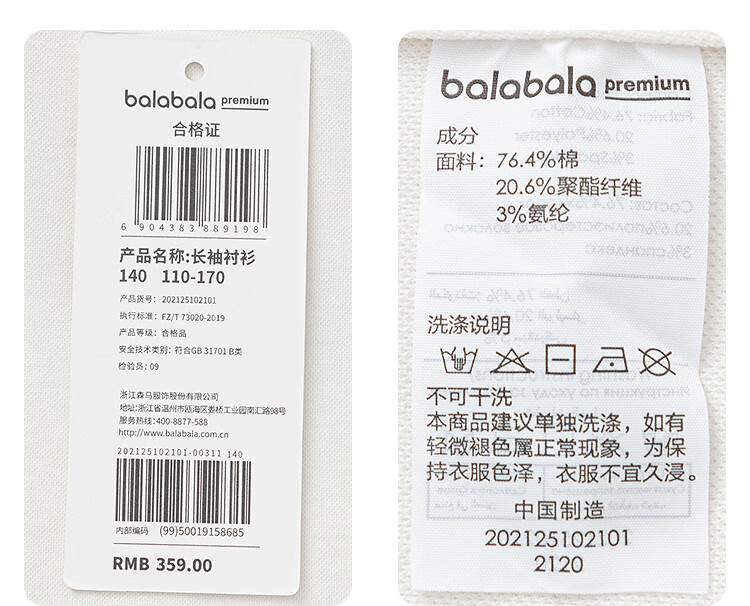 balabala premium
合格证
6 904383 889198
产品名称:长袖衬衫
140 110-170
产品货号: 202125102101
执行标准: FZ/T 73020-2019
产品等级: 合格品
安全技术类别: 符合GB 31701 B类
检验员: 09
浙江森马服饰股份有限公司
地址:浙江省温州市瓯海区娄桥工业园南汇路98号
服务热线: 400-8877-588
http://www.balabala.com.cn
202125102101-00311 140
内部编码 (99)50019158685
RMB 359.00
balabala premium
成分
面料: 76.4%棉
20.6%聚酯纤维
3%氨纶
洗涤说明
不可干洗
本商品建议单独洗涤，如有
轻微褪色属正常现象，为保
持衣服色泽，衣服不宜久浸。
中国制造
202125102101
2120